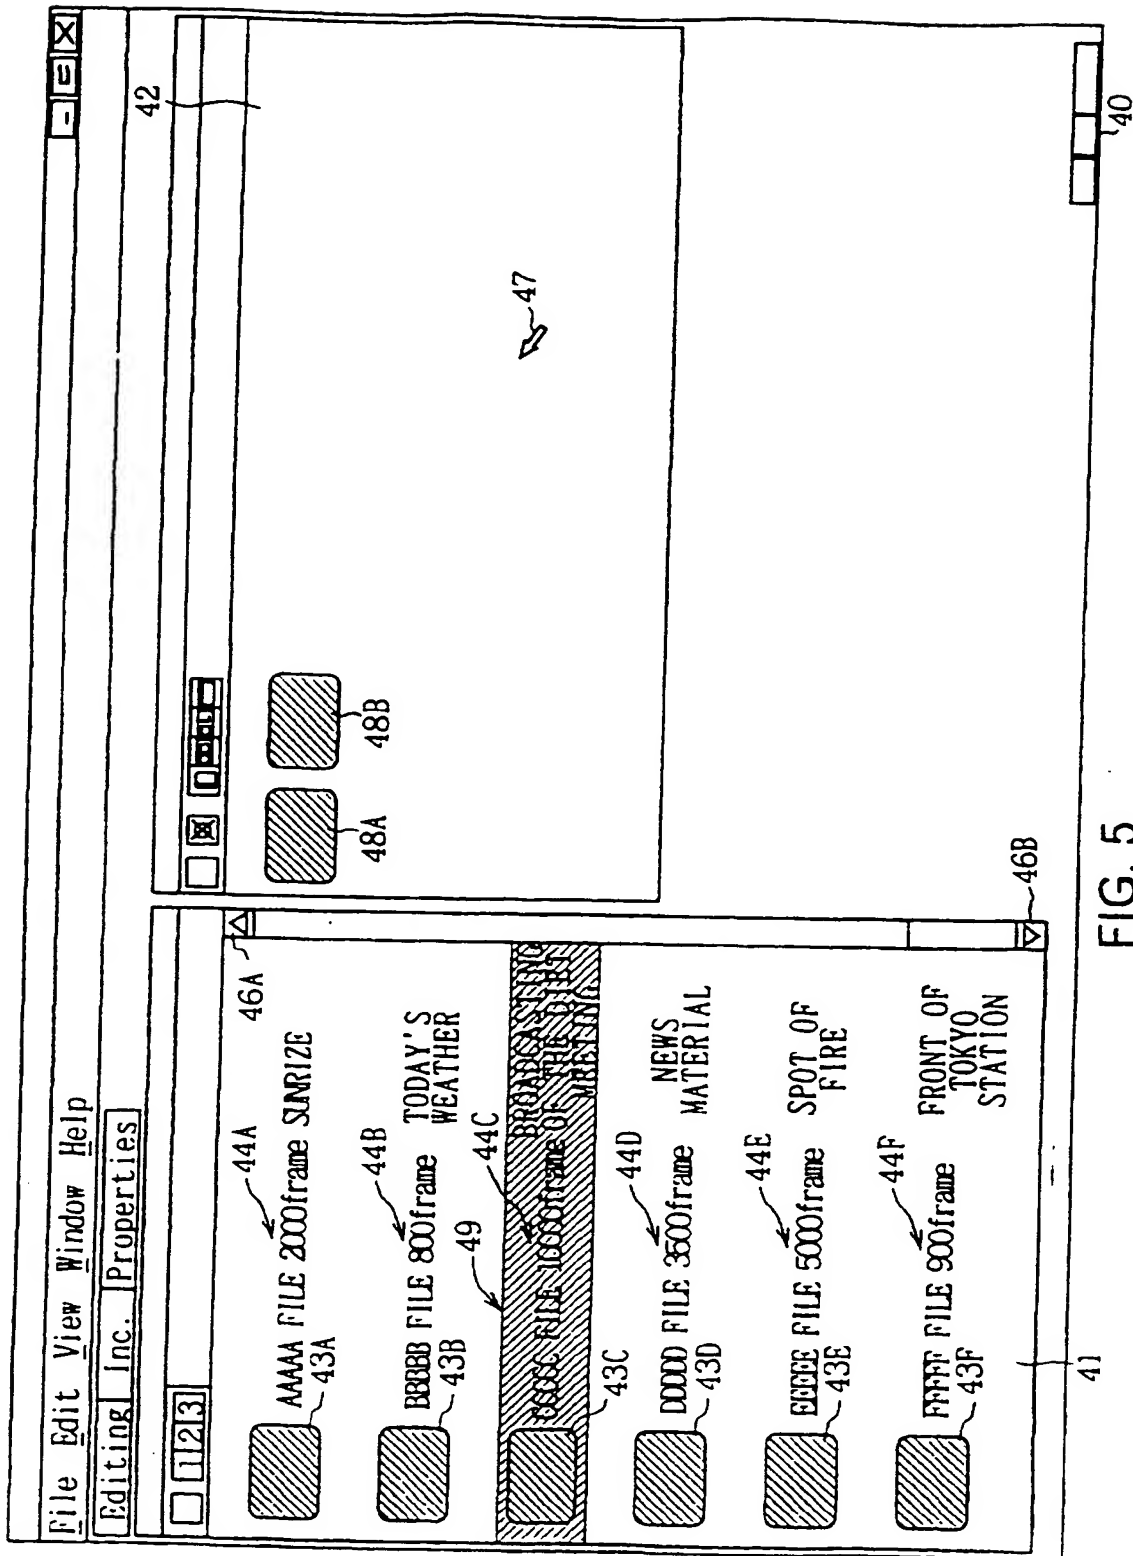 File Edit View Window Help
Editing Inc. Properties
1 2 3
42
44A
AAAAA FILE 2000frame SUNRIZE
43A
46A
44B
BBBBB FILE 800frame TODAY'S
WEATHER
43B
48A
48B
49
44C
CCCCC FILE 10000frame BROADCASTING
OF THE DIET
MEETING
43C
47
44D
DDDDD FILE 3500frame NEWS
MATERIAL
43D
44E
EEEEE FILE 5000frame SPOT OF
FIRE
43E
44F
FFFFF FILE 900frame FRONT OF
TOKYO
STATION
43F
46B
41
40
FIG. 5